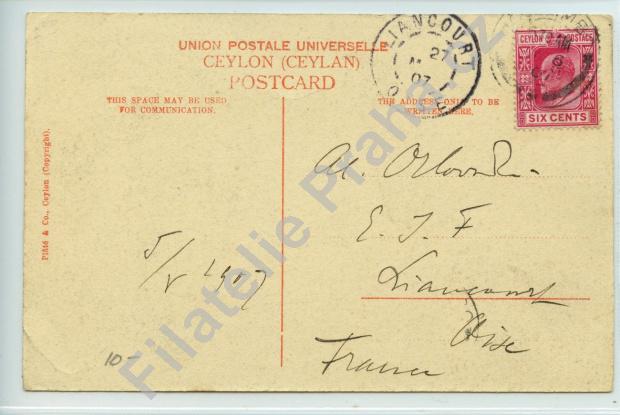 UNION POSTALE UNIVERSELLE
CEYLON (CEYLAN)
POSTCARD
THIS SPACE MAY BE USED
FOR COMMUNICATION.
THE ADDRESS ONLY TO BE
WRITTEN HERE.
LIANCOURT
27
07
CEYLON POSTAGE
SIX CENTS
Plâté & Co., Ceylon (Copyright).
5/V 1907
E. S. F
Liancourt
Oise
France
10-
Filatelie Praha.cz